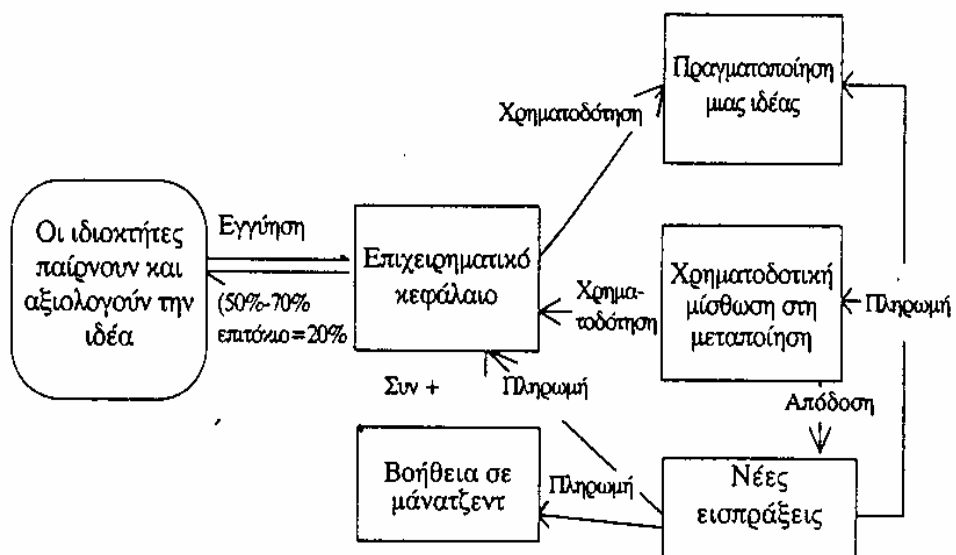 Πραγματοποίηση
μιας ιδέας
Χρηματοδότηση
Οι ιδιοκτήτες
παίρνουν και
αξιολογούν την
ιδέα
Εγγύηση
(50%-70%
επιτόκιο=20%
Επιχειρηματικό
κεφάλαιο
Χρημα-
τοδότηση
Χρηματοδοτική
μίσθωση στη
μεταποίηση
Πληρωμή
Συν +
Πληρωμή
Απόδοση
Βοήθεια σε
μάνατζεντ
Πληρωμή
Νέες
εισπράξεις